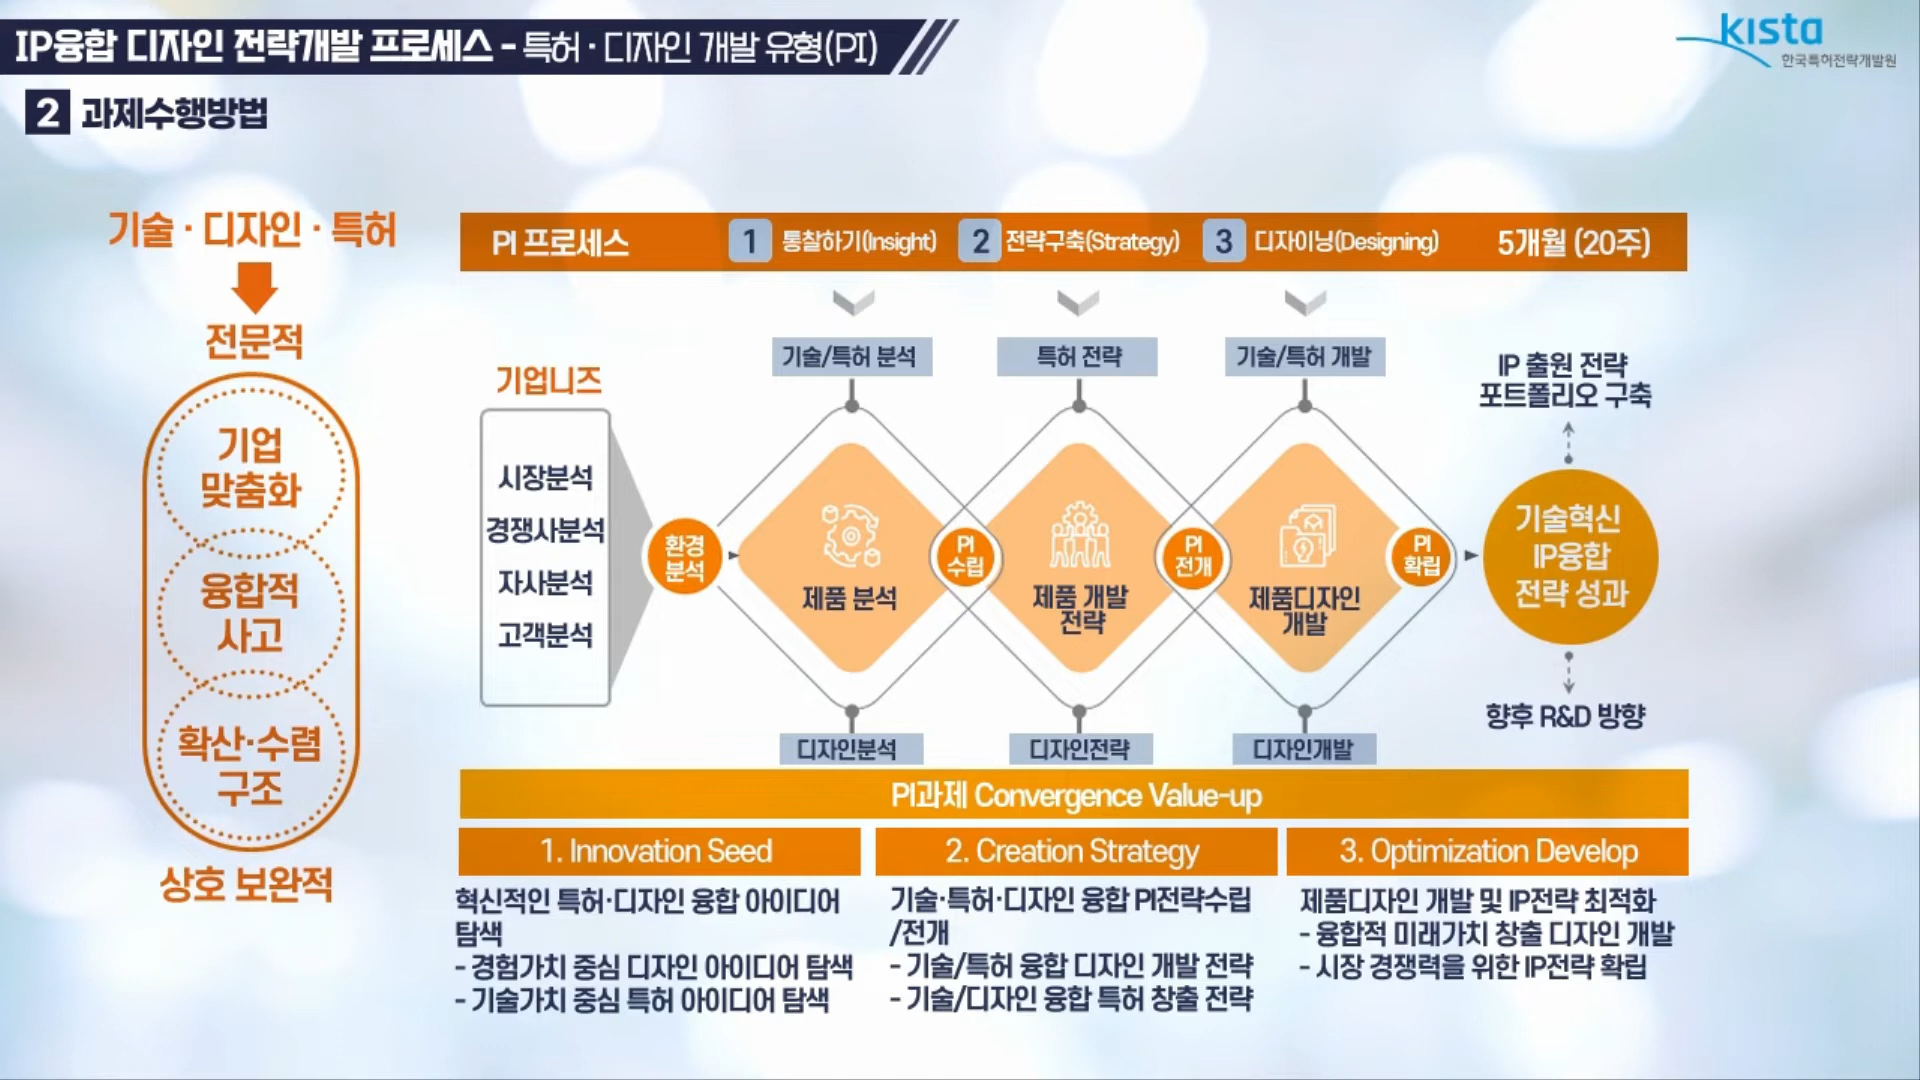 IP융합 디자인 전략개발 프로세스 - 특허 · 디자인 개발 유형(PI)
kista
한국특허전략개발원
2 과제수행방법
기술 · 디자인 · 특허
전문적
기업
맞춤화
융합적
사고
확산·수렴
구조
상호 보완적
PI 프로세스
1 통찰하기(Insight)
2 전략구축(Strategy)
3 디자이닝(Designing)
5개월 (20주)
기업니즈
시장분석
경쟁사분석
자사분석
고객분석
환경
분석
기술/특허 분석
제품 분석
디자인분석
PI
수립
특허 전략
제품 개발
전략
디자인전략
PI
전개
기술/특허 개발
제품디자인
개발
디자인개발
PI
확립
IP 출원 전략
포트폴리오 구축
기술혁신
IP융합
전략 성과
향후 R&D 방향
PI과제 Convergence Value-up
1. Innovation Seed
혁신적인 특허·디자인 융합 아이디어
탐색
- 경험가치 중심 디자인 아이디어 탐색
- 기술가치 중심 특허 아이디어 탐색
2. Creation Strategy
기술·특허·디자인 융합 PI전략수립
/전개
- 기술/특허 융합 디자인 개발 전략
- 기술/디자인 융합 특허 창출 전략
3. Optimization Develop
제품디자인 개발 및 IP전략 최적화
- 융합적 미래가치 창출 디자인 개발
- 시장 경쟁력을 위한 IP전략 확립